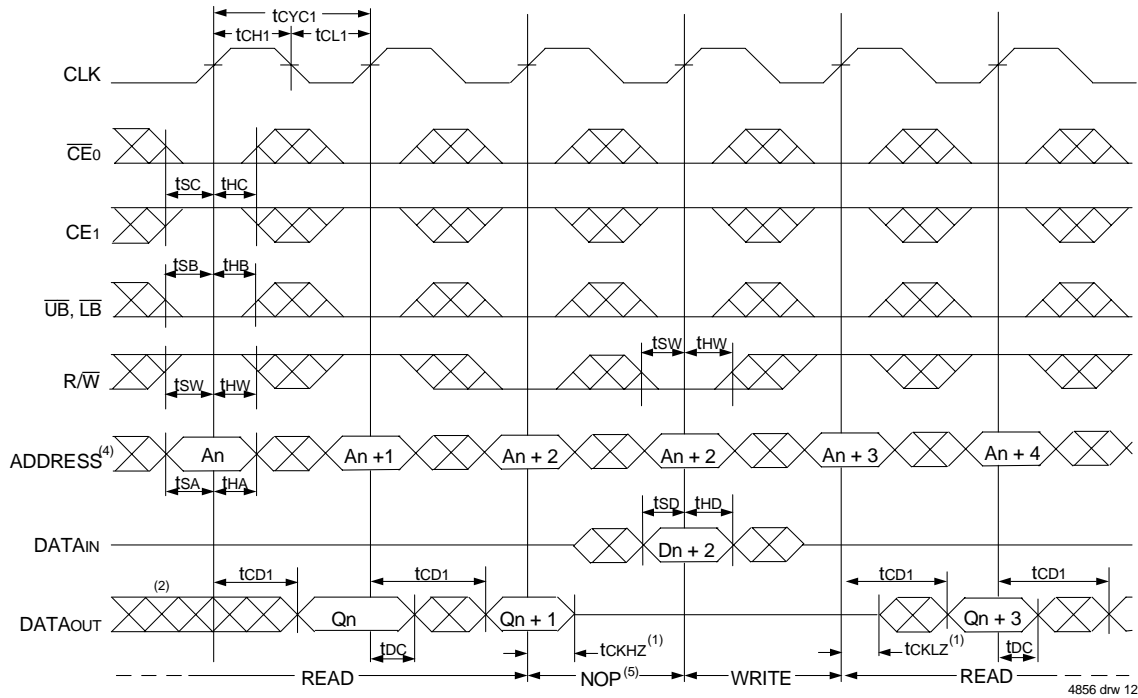 tCYC1
tCH1 tCL1
CLK
CE0
tSC tHC
CE1
tSB tHB
UB, LB
tSW tHW
R/W
tSW tHW
ADDRESS(4) An An +1 An + 2 An + 2 An + 3 An + 4
tSA tHA
tSD tHD
DATAIN Dn + 2
tCD1 tCD1 tCD1 tCD1
(2)
DATAOUT Qn Qn + 1 Qn + 3
tDC tCKHZ(1) tCKLZ(1) tDC
READ NOP(5) WRITE READ
4856 drw 12